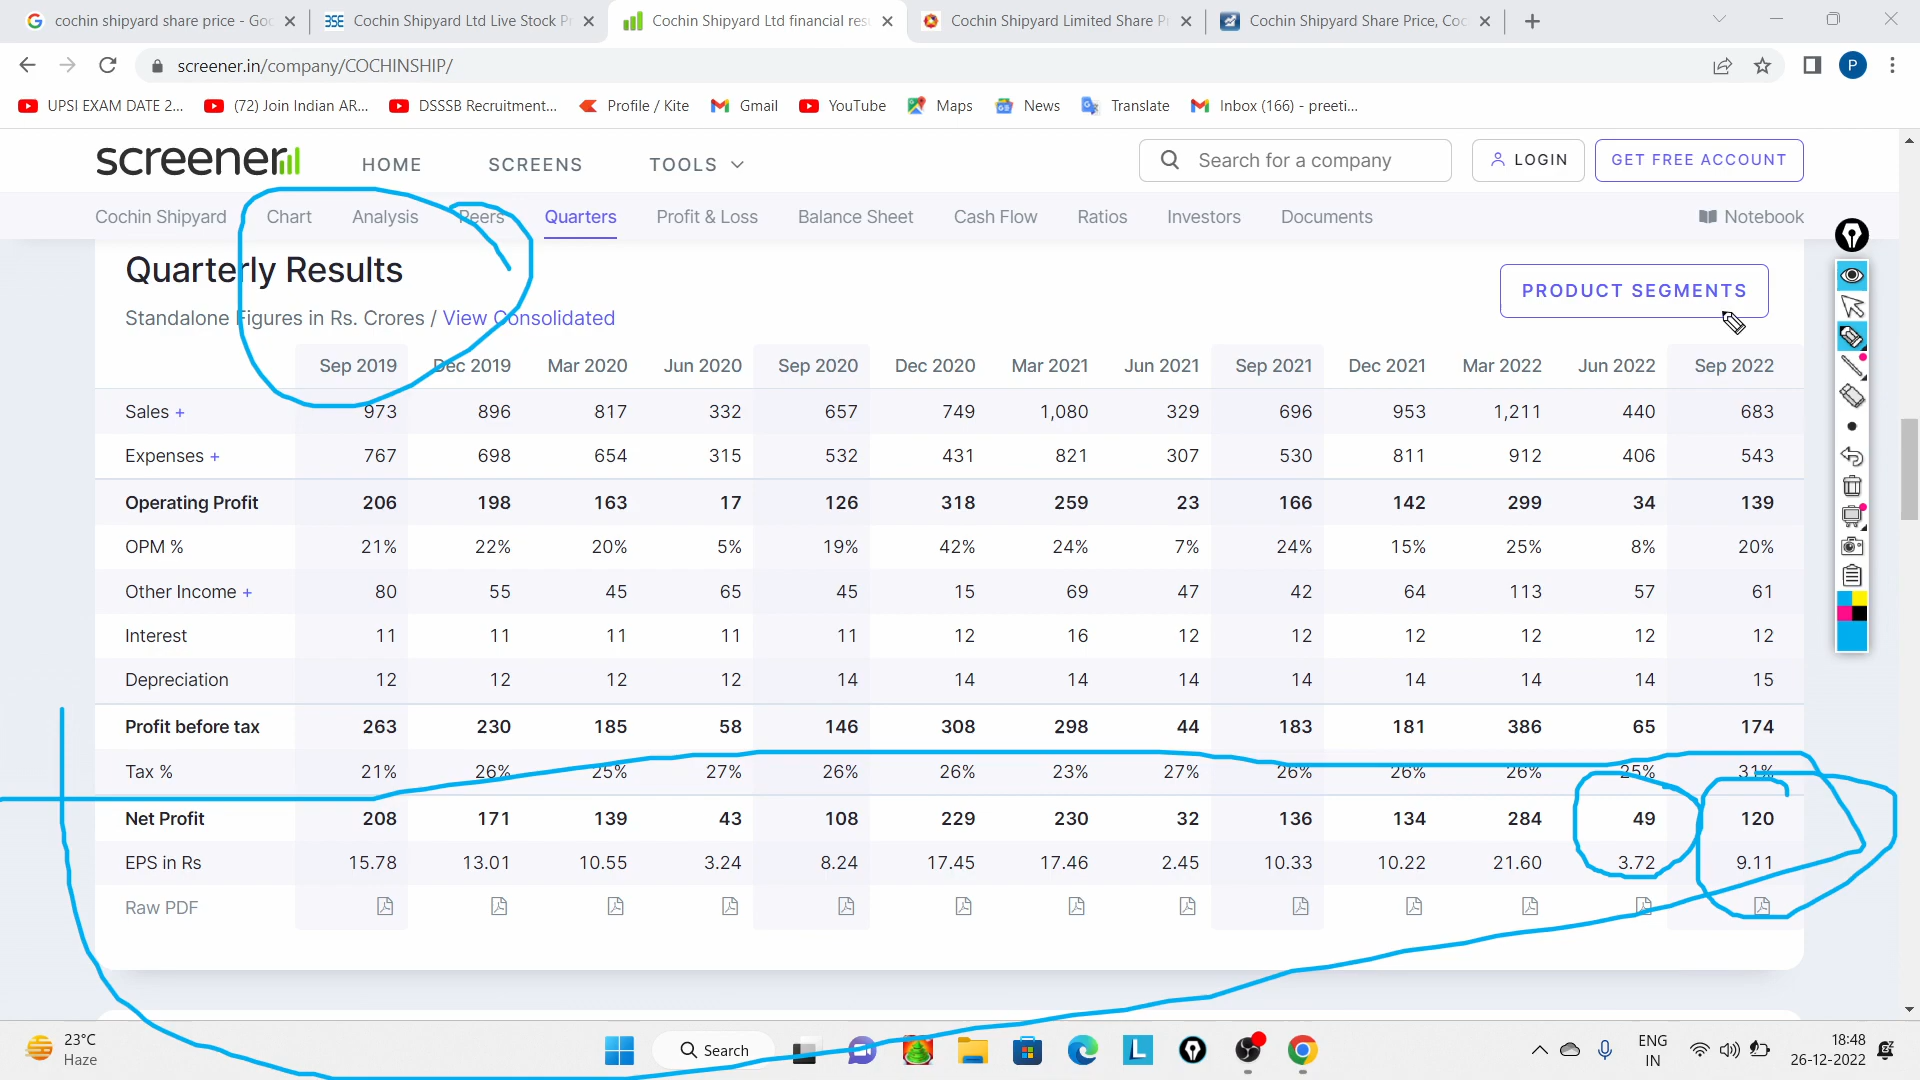 cochin shipyard share price - Goo
Cochin Shipyard Ltd Live Stock Pr
Cochin Shipyard Ltd financial resu
Cochin Shipyard Limited Share Pr
Cochin Shipyard Share Price, Coc
screener.in/company/COCHINSHIP/
P
UPSI EXAM DATE 2...
(72) Join Indian AR...
DSSSB Recruitment...
Profile / Kite
Gmail
YouTube
Maps
News
Translate
Inbox (166) - preeti...
screener
HOME
SCREENS
TOOLS
Search for a company
LOGIN
GET FREE ACCOUNT
Cochin Shipyard Chart Analysis Peers Quarters Profit & Loss Balance Sheet Cash Flow Ratios Investors Documents Notebook
Quarterly Results
PRODUCT SEGMENTS
Standalone Figures in Rs. Crores / View Consolidated
Sep 2019 Dec 2019 Mar 2020 Jun 2020 Sep 2020 Dec 2020 Mar 2021 Jun 2021 Sep 2021 Dec 2021 Mar 2022 Jun 2022 Sep 2022
Sales + 973 896 817 332 657 749 1,080 329 696 953 1,211 440 683
Expenses + 767 698 654 315 532 431 821 307 530 811 912 406 543
Operating Profit 206 198 163 17 126 318 259 23 166 142 299 34 139
OPM % 21% 22% 20% 5% 19% 42% 24% 7% 24% 15% 25% 8% 20%
Other Income + 80 55 45 65 45 15 69 47 42 64 113 57 61
Interest 11 11 11 11 11 12 16 12 12 12 12 12 12
Depreciation 12 12 12 12 14 14 14 14 14 14 14 14 15
Profit before tax 263 230 185 58 146 308 298 44 183 181 386 65 174
Tax % 21% 26% 25% 27% 26% 26% 23% 27% 26% 26% 26% 25% 31%
Net Profit 208 171 139 43 108 229 230 32 136 134 284 49 120
EPS in Rs 15.78 13.01 10.55 3.24 8.24 17.45 17.46 2.45 10.33 10.22 21.60 3.72 9.11
Raw PDF
23°C
Haze
Search
ENG
IN
18:48
26-12-2022